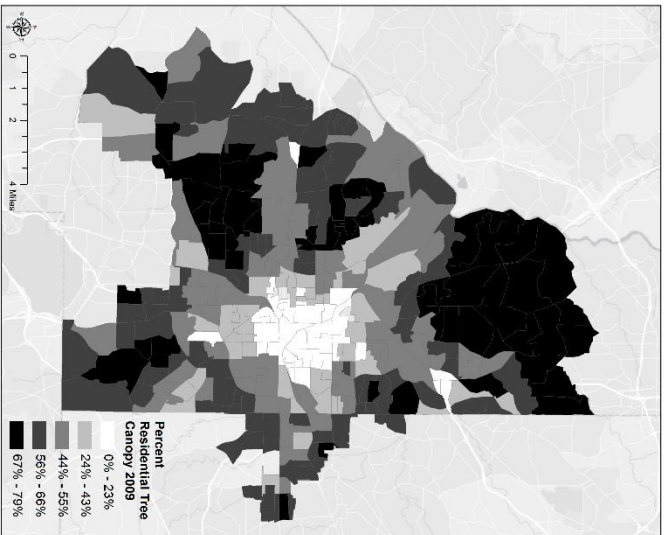 0 1 2 4 Miles
Percent
Residential Tree
Canopy 2009
0% - 23%
24% - 43%
44% - 55%
56% - 66%
67% - 79%